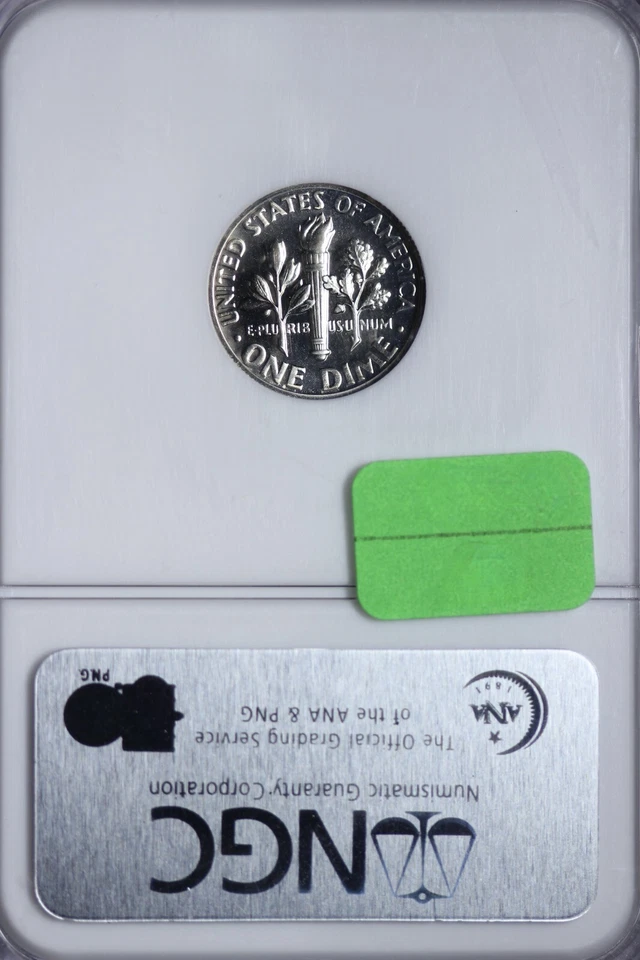 UNITED STATES OF AMERICA
E·PLURIBUS UNUM
· ONE DIME ·
NGC
Numismatic Guaranty Corporation
The Official Grading Service
of the ANA & PNG
ANA
1891
PNG